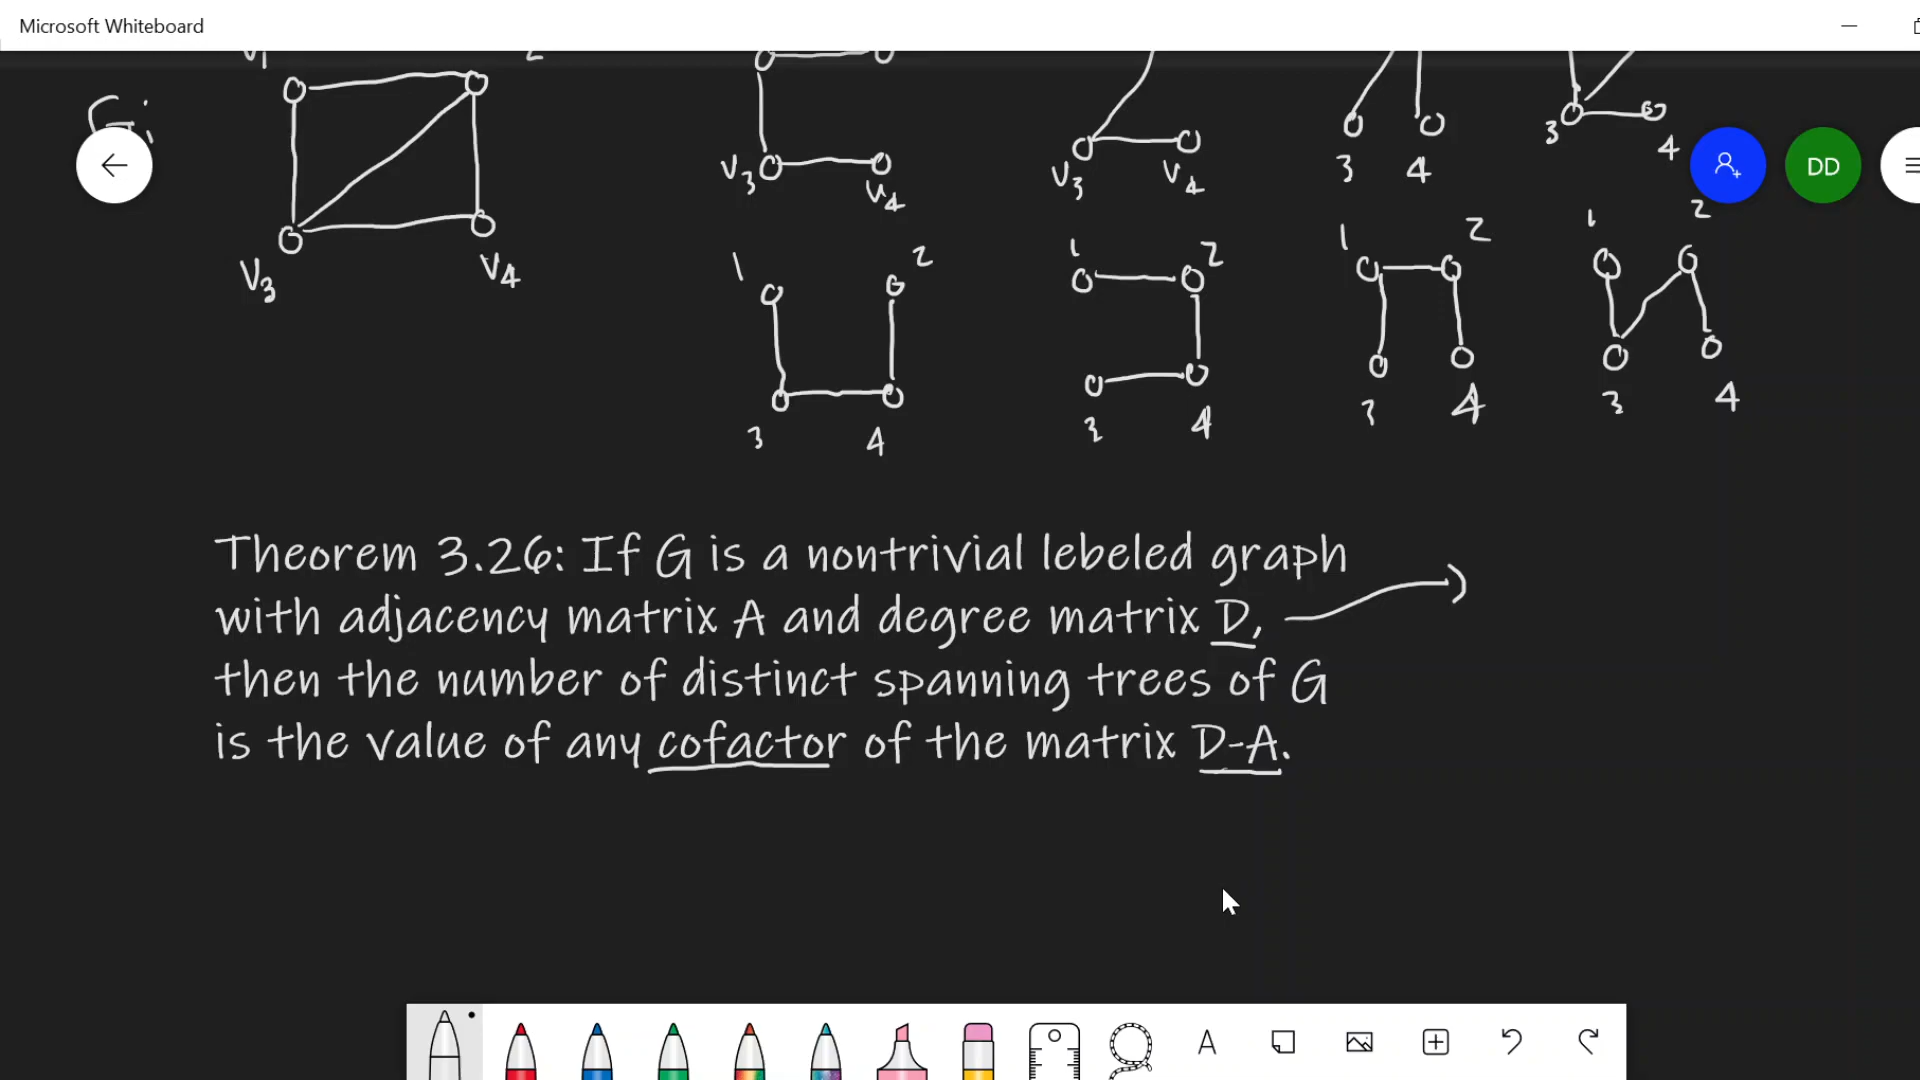 Microsoft Whiteboard
V1 2
G:
V3 V4
V3 V4
V3 V4
3 4
3 4
DD
1 2
3 4
1 2
3 4
1 2
3 4
1 2
3 4
Theorem 3.26: If G is a nontrivial lebeled graph
with adjacency matrix A and degree matrix D,
then the number of distinct spanning trees of G
is the value of any cofactor of the matrix D-A.
A